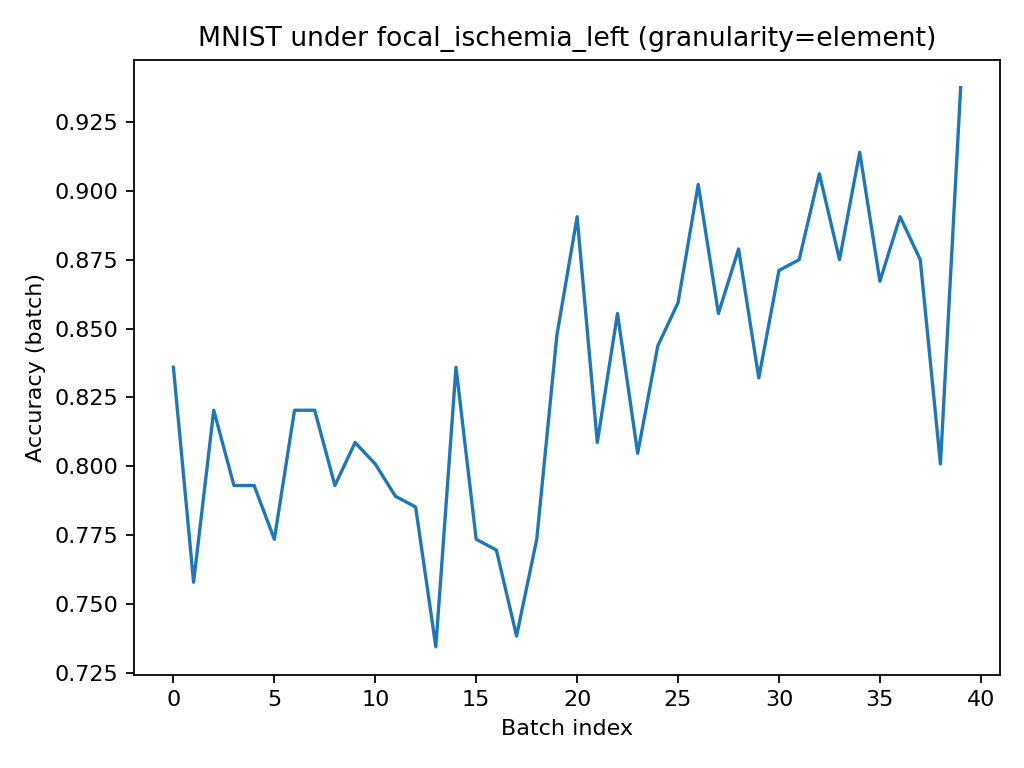 MNIST under focal_ischemia_left (granularity=element)
Accuracy (batch)
0.925
0.900
0.875
0.850
0.825
0.800
0.775
0.750
0.725
0 5 10 15 20 25 30 35 40
Batch index